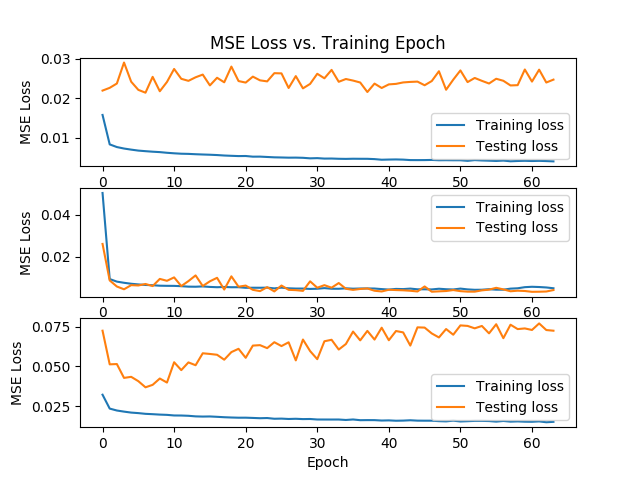 MSE Loss vs. Training Epoch
0.03
0.02
0.01
MSE Loss
Training loss
Testing loss
0 10 20 30 40 50 60
0.04
0.02
MSE Loss
Training loss
Testing loss
0 10 20 30 40 50 60
0.075
0.050
0.025
MSE Loss
Training loss
Testing loss
0 10 20 30 40 50 60
Epoch